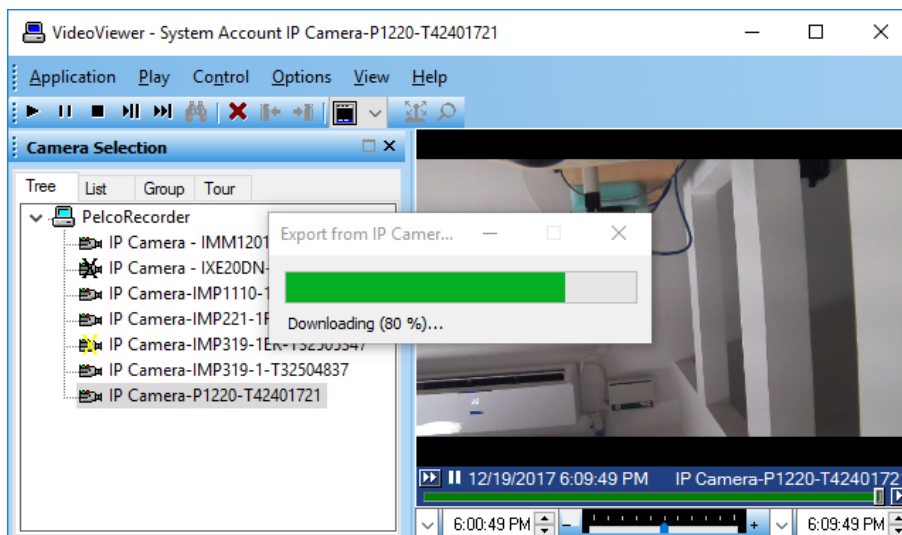 VideoViewer - System Account IP Camera-P1220-T42401721
Application Play Control Options View Help
Camera Selection
Tree List Group Tour
PelcoRecorder
IP Camera - IMM1201
IP Camera - IXE20DN-
IP Camera-IMP1110-1
IP Camera-IMP221-1
IP Camera-IMP319-1ER-T32505347
IP Camera-IMP319-1-T32504837
IP Camera-P1220-T42401721
Export from IP Camer...
Downloading (80 %)...
12/19/2017 6:09:49 PM IP Camera-P1220-T4240172
6:00:49 PM - + 6:09:49 PM